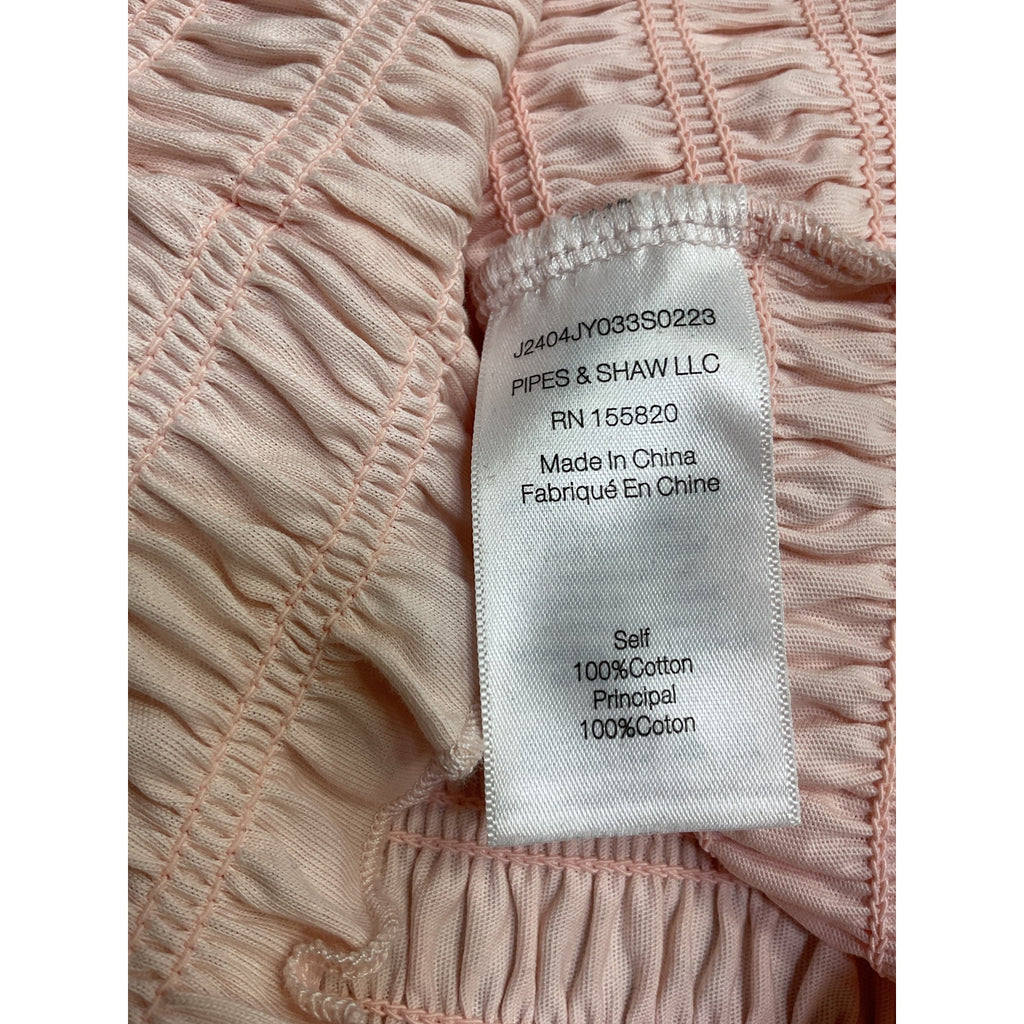 J2404JY033S0223
PIPES & SHAW LLC
RN 155820
Made In China
Fabriqué En Chine
Self
100%Cotton
Principal
100%Coton